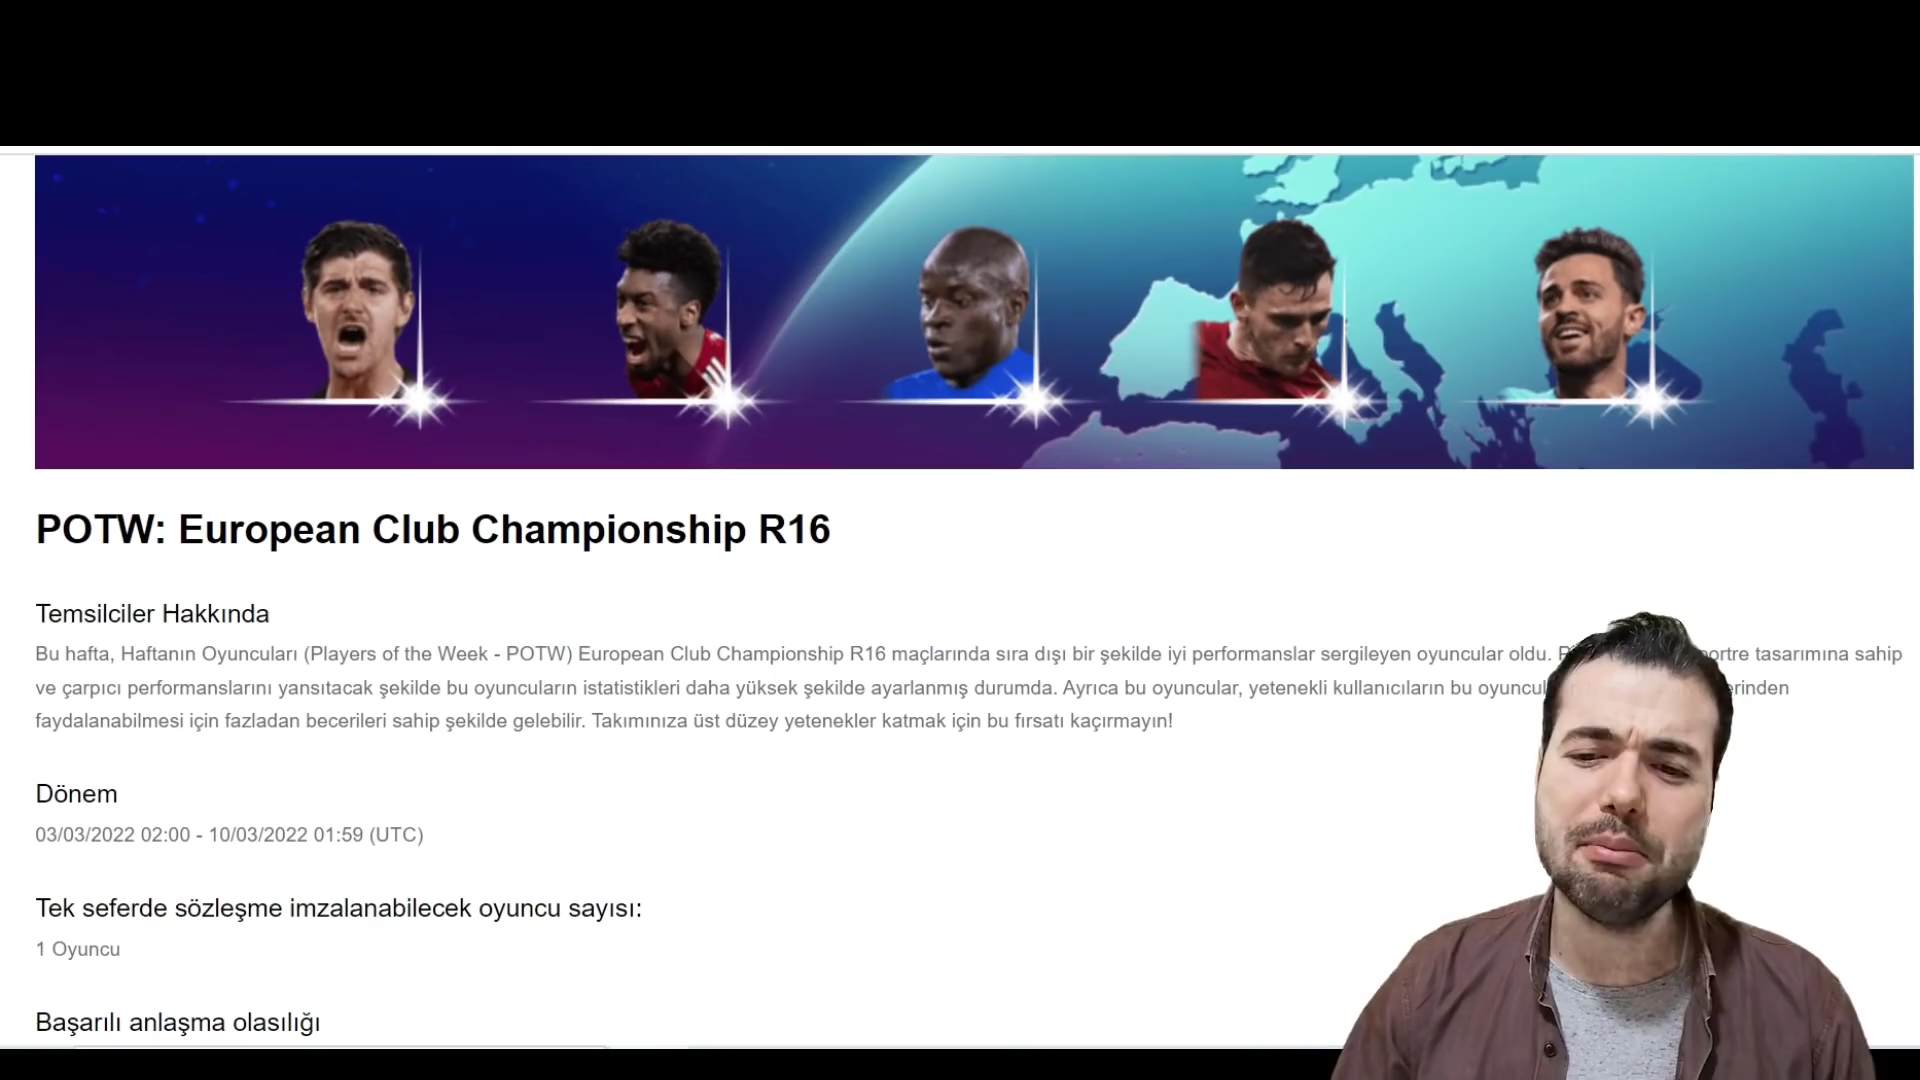 POTW: European Club Championship R16
Temsilciler Hakkında
Bu hafta, Haftanın Oyuncuları (Players of the Week - POTW) European Club Championship R16 maçlarında sıra dışı bir şekilde iyi performanslar sergileyen oyuncular oldu. tasarımına sahip
ve çarpıcı performanslarını yansıtacak şekilde bu oyuncuların istatistikleri daha yüksek şekilde ayarlanmış durumda. Ayrıca bu oyuncular, yetenekli kullanıcıların bu
faydalanabilmesi için fazladan becerileri sahip şekilde gelebilir. Takımınıza üst düzey yetenekler katmak için bu fırsatı kaçırmayın!
Dönem
03/03/2022 02:00 - 10/03/2022 01:59 (UTC)
Tek seferde sözleşme imzalanabilecek oyuncu sayısı:
1 Oyuncu
Başarılı anlaşma olasılığı